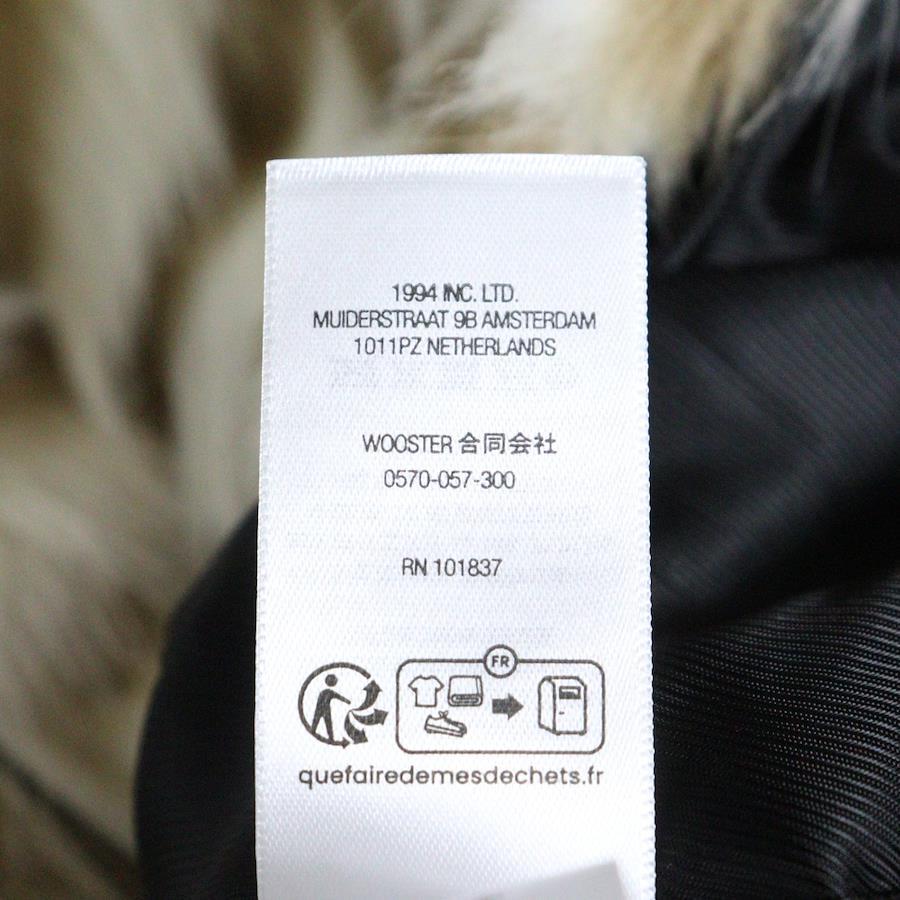 1994 INC. LTD.
MUIDERSTRAAT 9B AMSTERDAM
1011PZ NETHERLANDS
WOOSTER 合同会社
0570-057-300
RN 101837
FR
quefairedemesdechets.fr